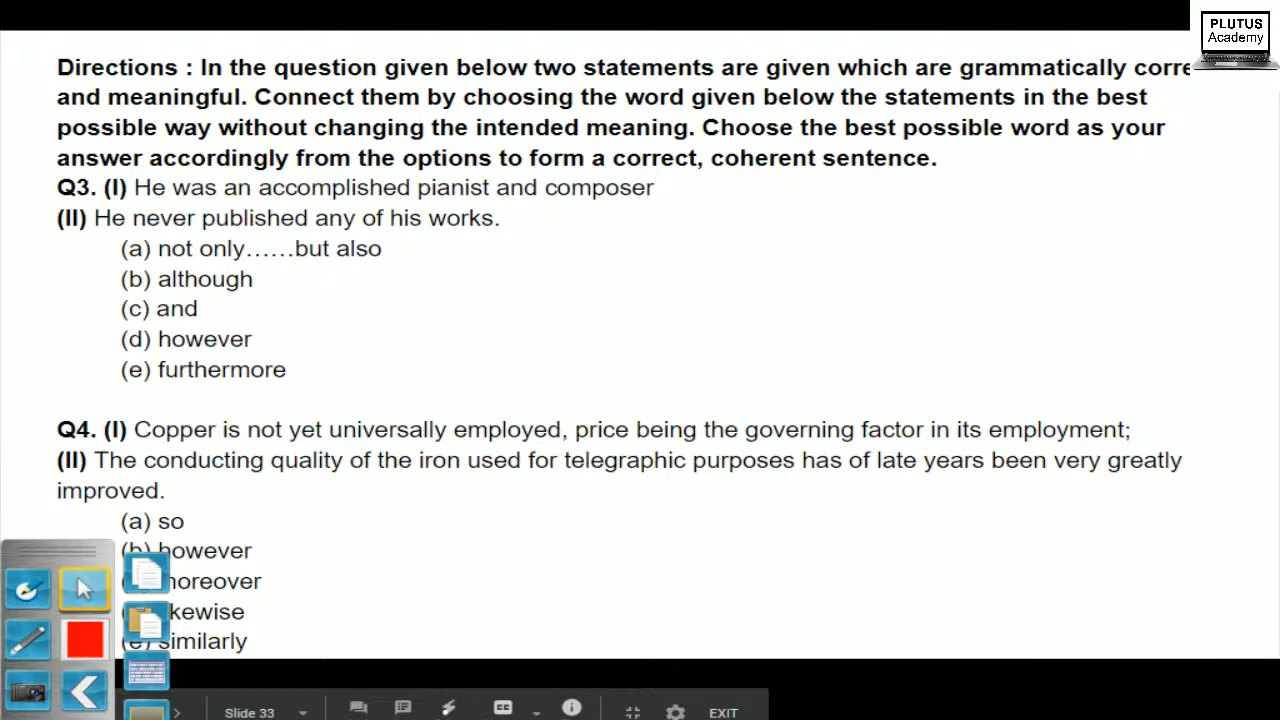 PLUTUS
Academy
Directions : In the question given below two statements are given which are grammatically corre
and meaningful. Connect them by choosing the word given below the statements in the best
possible way without changing the intended meaning. Choose the best possible word as your
answer accordingly from the options to form a correct, coherent sentence.
Q3. (I) He was an accomplished pianist and composer
(II) He never published any of his works.
(a) not only……but also
(b) although
(c) and
(d) however
(e) furthermore
Q4. (I) Copper is not yet universally employed, price being the governing factor in its employment;
(II) The conducting quality of the iron used for telegraphic purposes has of late years been very greatly
improved.
(a) so
(b) however
moreover
kewise
(e) similarly
Slide 33
CC
EXIT